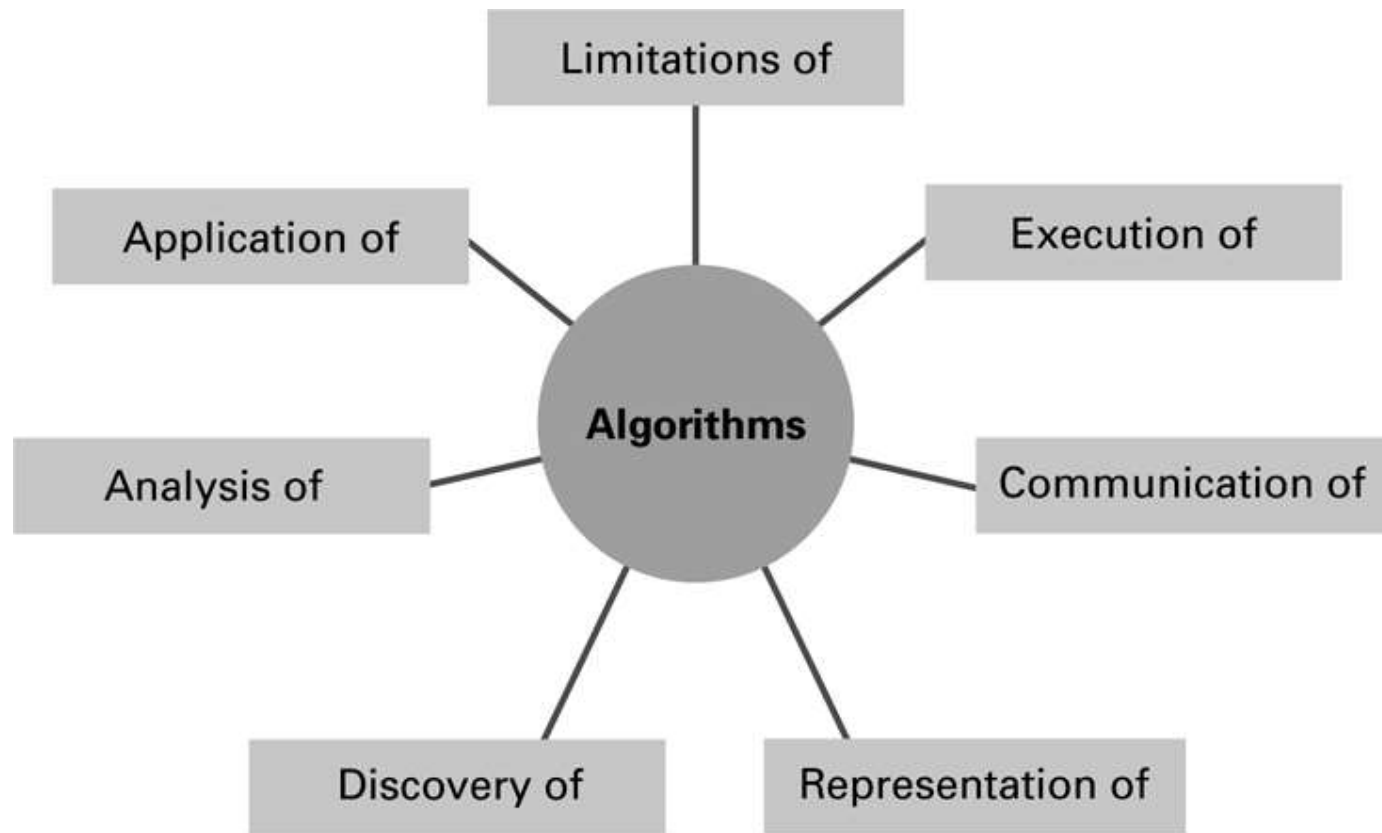 Limitations of
Application of
Execution of
Algorithms
Analysis of
Communication of
Discovery of
Representation of